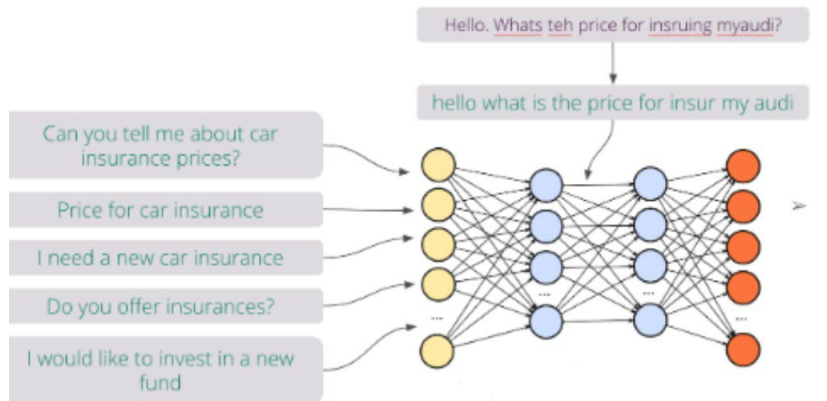 Hello. Whats teh price for insruing myaudi?
hello what is the price for insur my audi
Can you tell me about car
insurance prices?
Price for car insurance
I need a new car insurance
Do you offer insurances?
I would like to invest in a new
fund
...
...
...
...